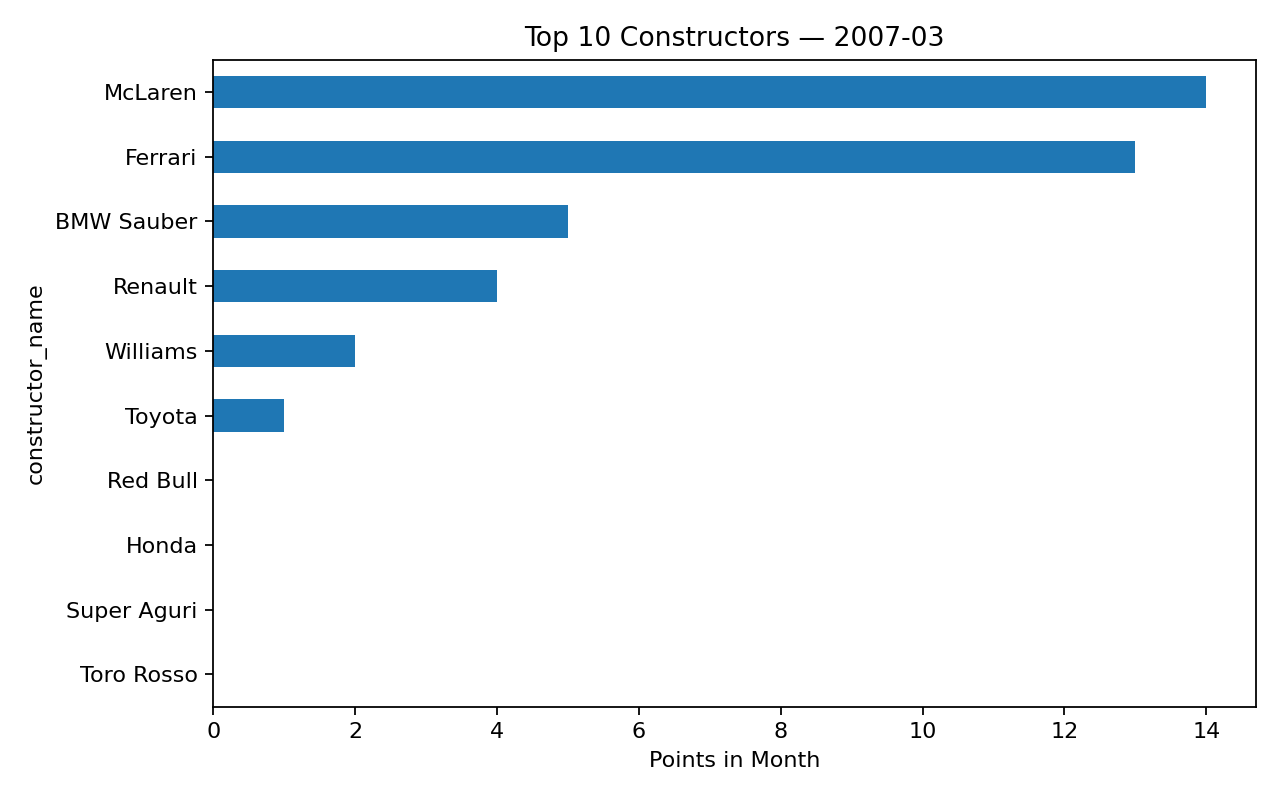 Top 10 Constructors — 2007-03
McLaren
Ferrari
BMW Sauber
Renault
Williams
Toyota
Red Bull
Honda
Super Aguri
Toro Rosso
constructor_name
0 2 4 6 8 10 12 14
Points in Month